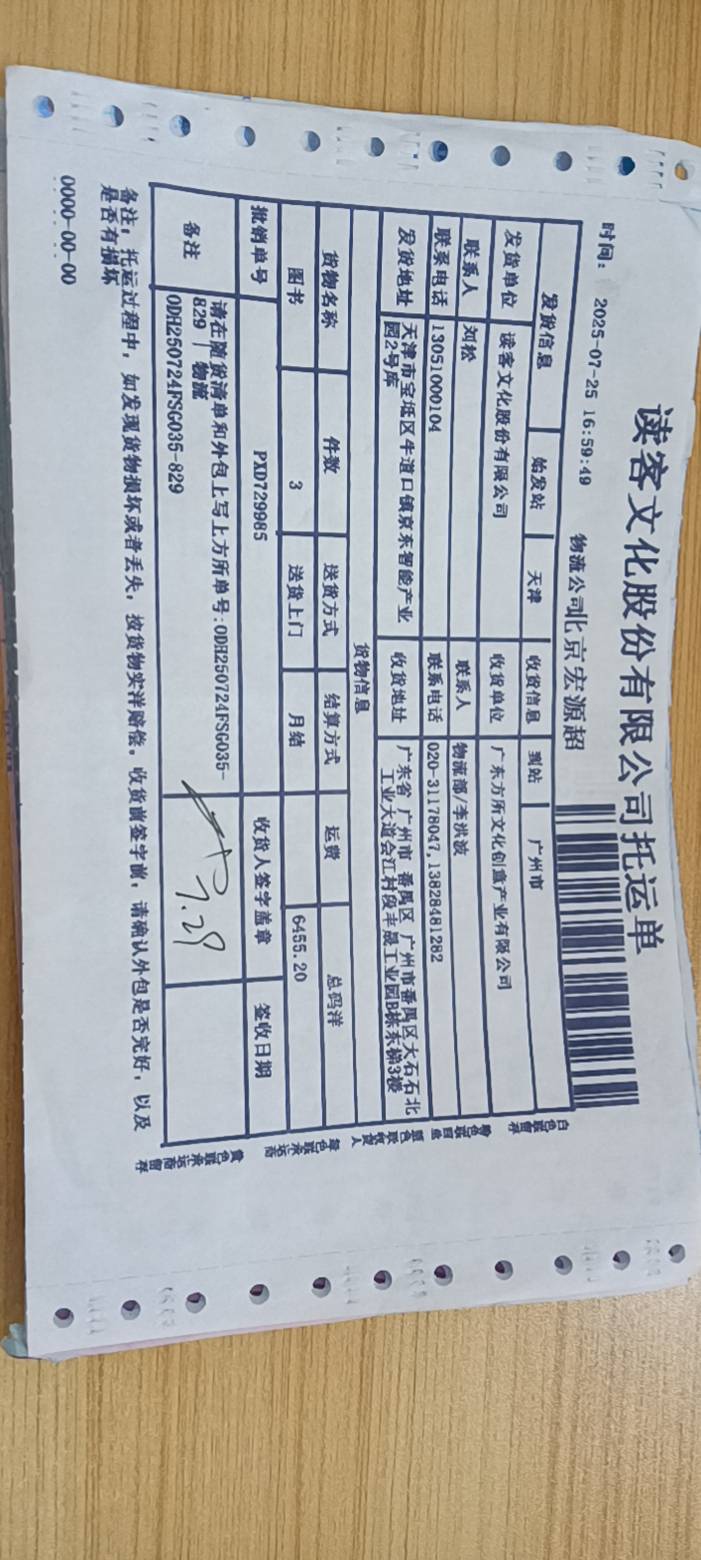 读客文化股份有限公司托运单
时间： 2025-07-25 16:59:49 物流公司北京宏源超
发货信息 始发站 天津 收货信息 到站 广州市
发货单位 读客文化股份有限公司 收货单位 广东方所文化创意产业有限公司
联系人 刘松 联系人 物流部/李洪波
联系电话 13051000104 联系电话 020-31178047,13828481282
发货地址 天津市宝坻区牛道口镇京东智能产业园2号库 收货地址 广东省 广州市 番禺区 广州市番禺区大石石北工业大道会江村段丰晟工业园B栋东梯3楼
货物信息
货物名称 件数 送货方式 结算方式 运费 总码洋
图书 3 送货上门 月结 6455.20
批销单号 PXD729985 收货人签字盖章 签收日期
备注 请在随货清单和外包上写上方所单号:ODH250724FSG035-
829 | 物流
ODH250724FSG035-829
7.29
备注：托运过程中，如发现货物损坏或者丢失，按货物实洋赔偿。收货前签字前，请确认外包是否完好，以及
是否有损坏
0000-00-00
白色联留存